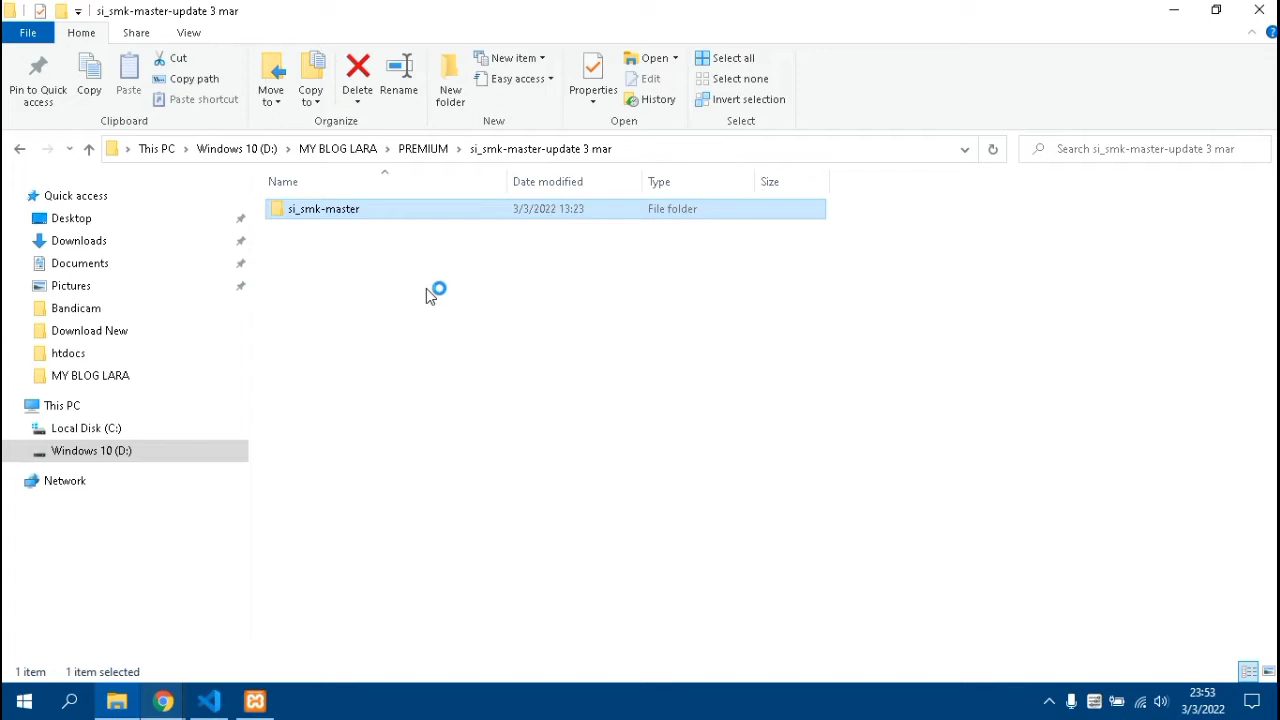 si_smk-master-update 3 mar
File Home Share View
Pin to Quick access
Copy
Paste
Cut
Copy path
Paste shortcut
Move to
Copy to
Delete
Rename
New folder
New item
Easy access
Properties
Open
Edit
History
Select all
Select none
Invert selection
Clipboard Organize New Open Select
This PC Windows 10 (D:) MY BLOG LARA PREMIUM si_smk-master-update 3 mar
Search si_smk-master-update 3 mar
Name Date modified Type Size
si_smk-master 3/3/2022 13:23 File folder
Quick access
Desktop
Downloads
Documents
Pictures
Bandicam
Download New
htdocs
MY BLOG LARA
This PC
Local Disk (C:)
Windows 10 (D:)
Network
1 item 1 item selected
23:53
3/3/2022